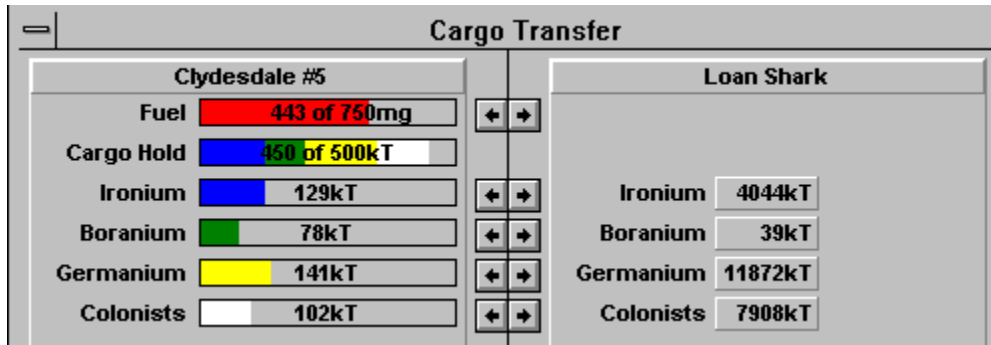 Cargo Transfer
Clydesdale #5
Fuel 443 of 750mg
Cargo Hold 450 of 500kT
Ironium 129kT
Boranium 78kT
Germanium 141kT
Colonists 102kT
Loan Shark
Ironium 4044kT
Boranium 39kT
Germanium 11872kT
Colonists 7908kT